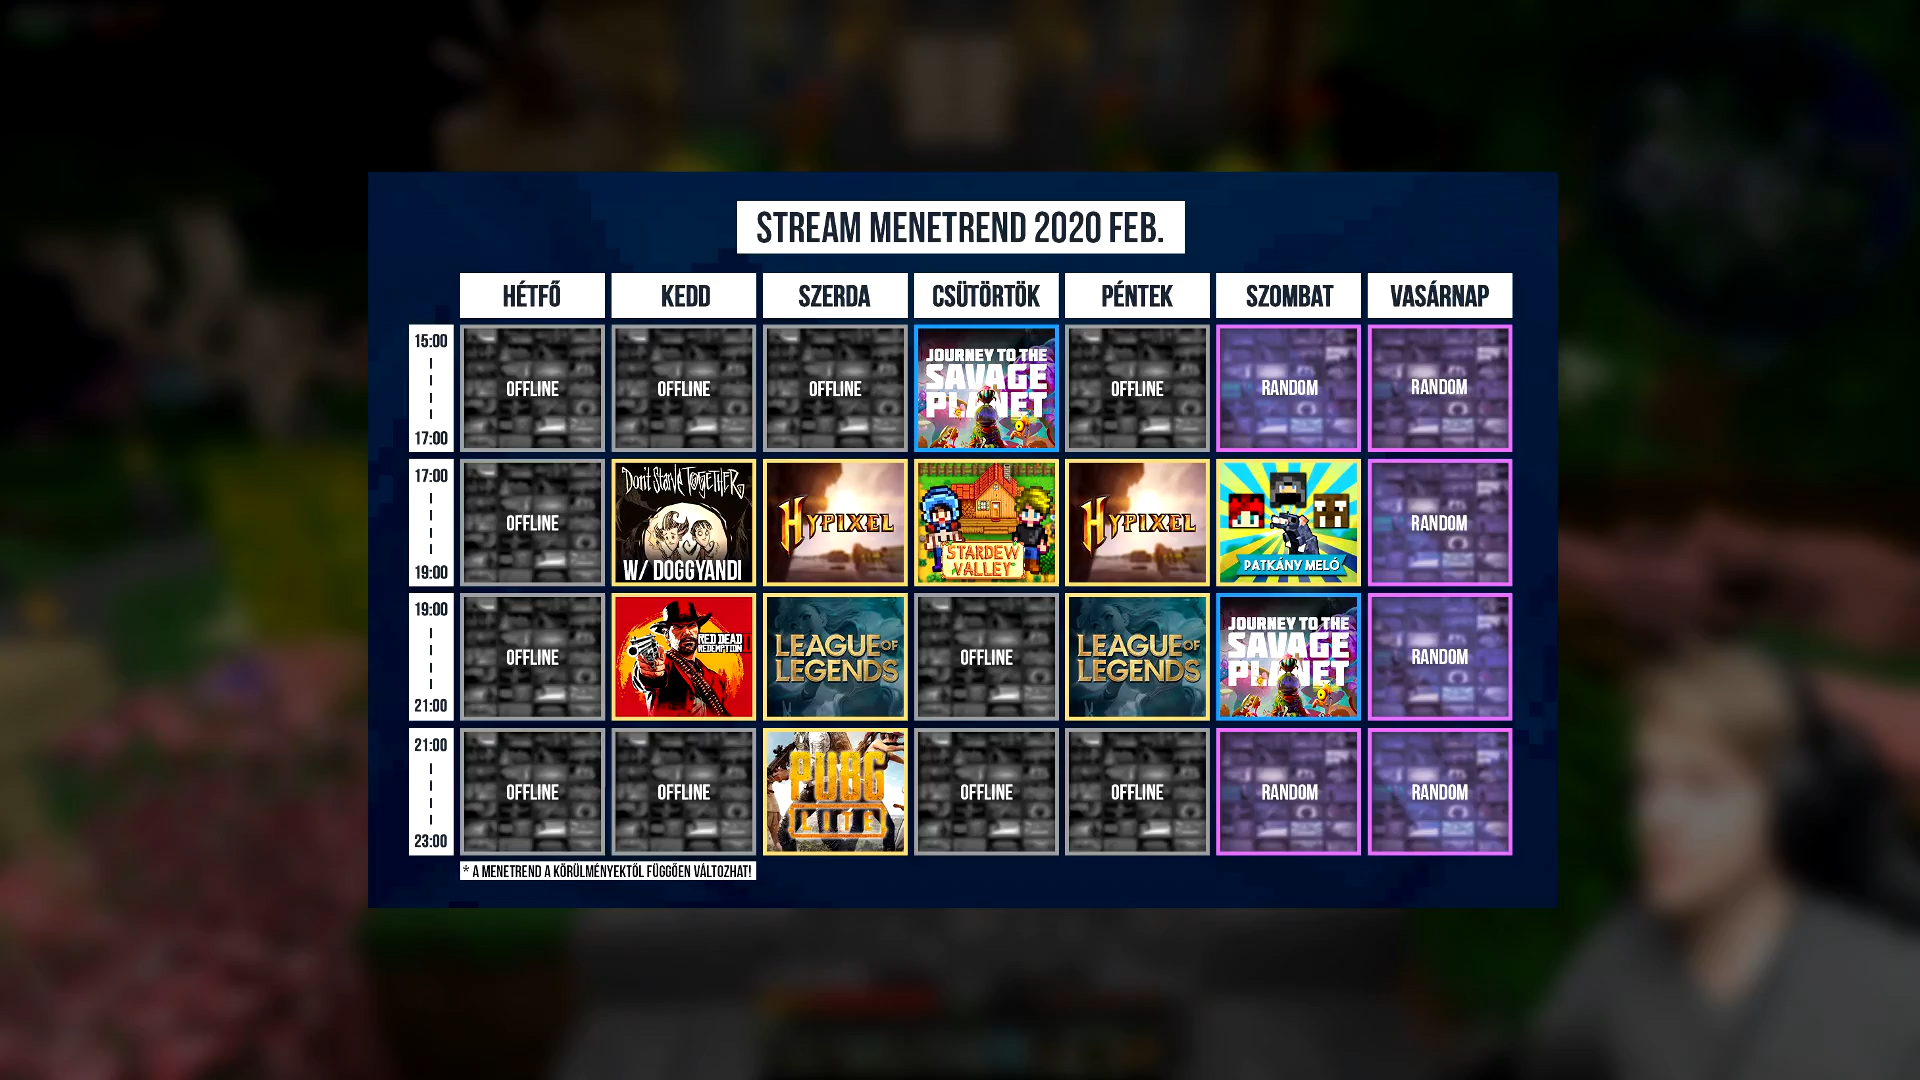 STREAM MENETREND 2020 FEB.
HÉTFŐ KEDD SZERDA CSÜTÖRTÖK PÉNTEK SZOMBAT VASÁRNAP
15:00
17:00
OFFLINE
OFFLINE
OFFLINE
JOURNEY TO THE
SAVAGE
PLANET
OFFLINE
RANDOM
RANDOM
17:00
19:00
OFFLINE
Don't Starve TOGETHER
W/ DOGGYANDI
HYPIXEL
STARDEW
VALLEY
HYPIXEL
PATKÁNY MELÓ
RANDOM
19:00
21:00
OFFLINE
RED DEAD
REDEMPTION
LEAGUE OF
LEGENDS
OFFLINE
LEAGUE OF
LEGENDS
JOURNEY TO THE
SAVAGE
PLANET
RANDOM
21:00
23:00
OFFLINE
OFFLINE
PUBG
LITE
OFFLINE
OFFLINE
RANDOM
RANDOM
* A MENETREND A KÖRÜLMÉNYEKTŐL FÜGGŐEN VÁLTOZHAT!